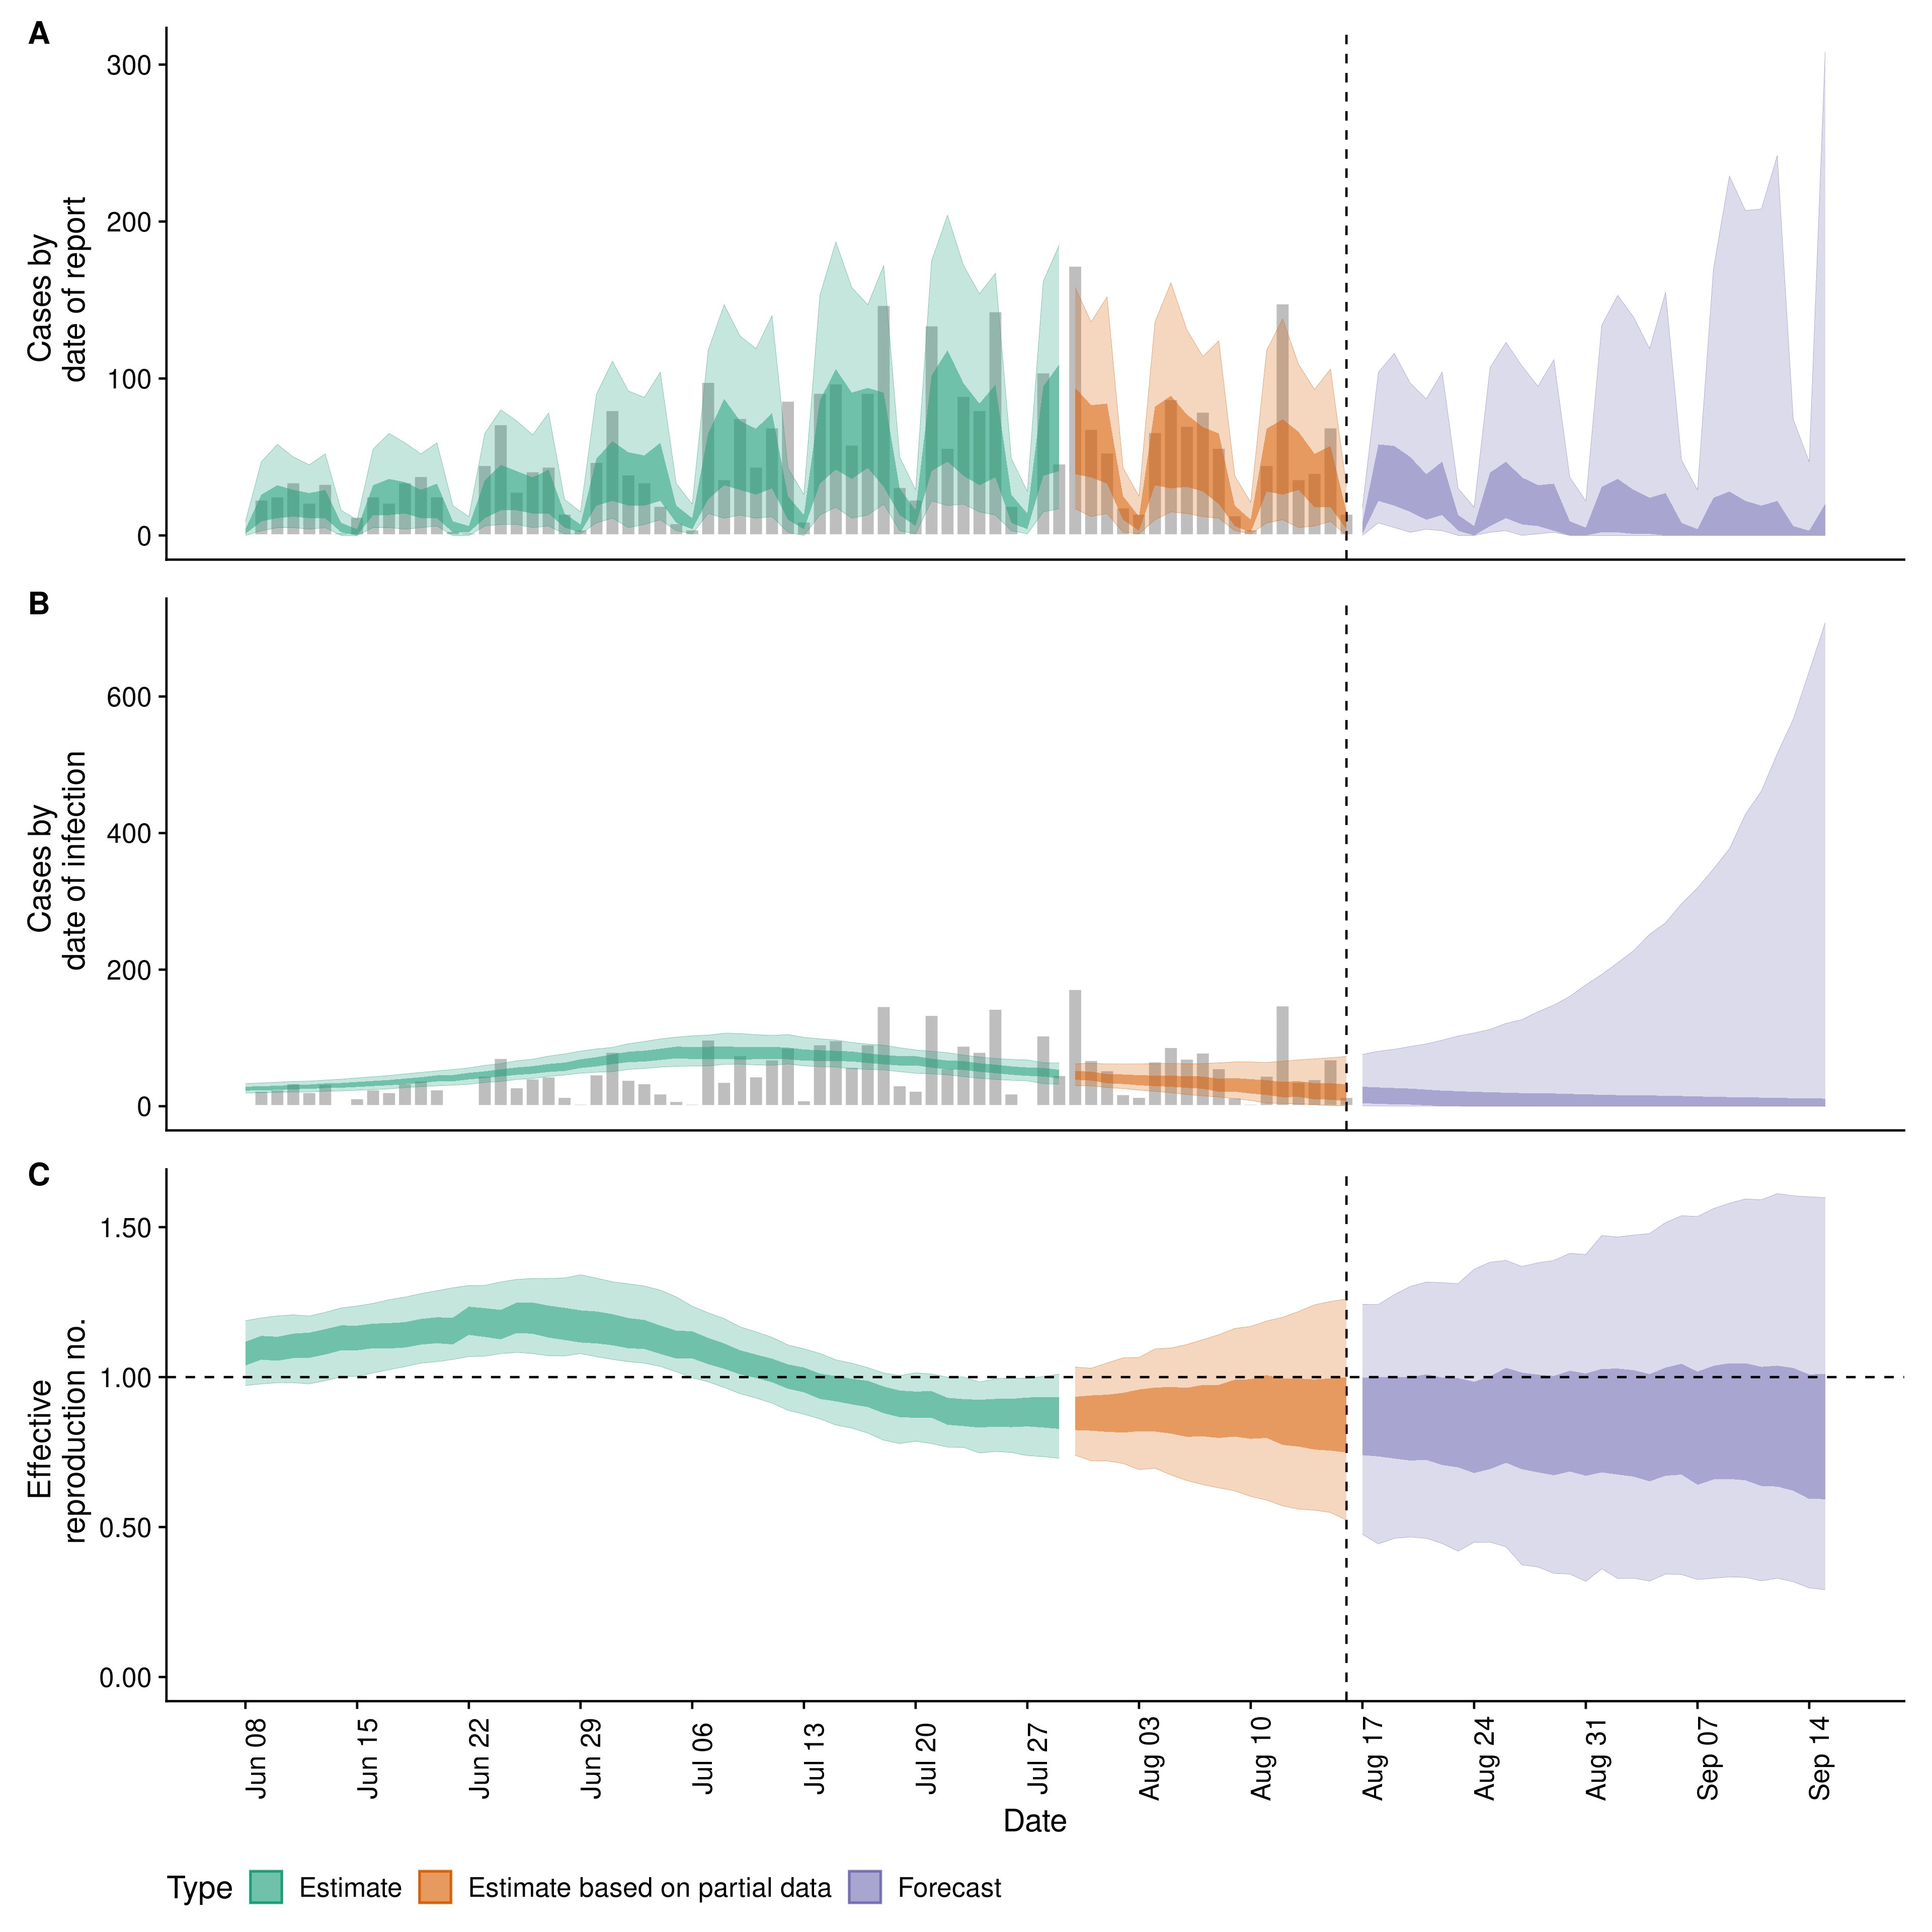 A
Cases by
date of report
300
200
100
0
B
Cases by
date of infection
600
400
200
0
C
Effective
reproduction no.
1.50
1.00
0.50
0.00
Jun 08
Jun 15
Jun 22
Jun 29
Jul 06
Jul 13
Jul 20
Jul 27
Aug 03
Aug 10
Aug 17
Aug 24
Aug 31
Sep 07
Sep 14
Date
Type Estimate Estimate based on partial data Forecast